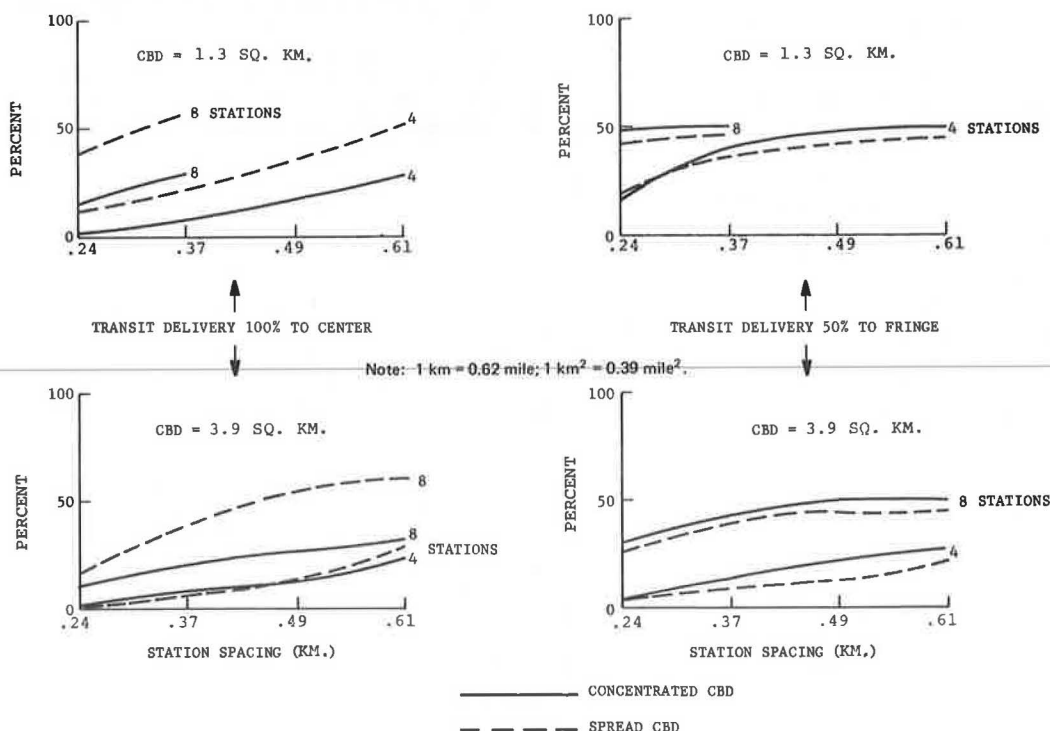 100
CBD = 1.3 SQ. KM.
PERCENT
8 STATIONS
50
4
8
4
0
.24 .37 .49 .61
100
CBD = 1.3 SQ. KM.
PERCENT
50
8
4 STATIONS
0
.24 .37 .49 .61
TRANSIT DELIVERY 100% TO CENTER
TRANSIT DELIVERY 50% TO FRINGE
Note: 1 km = 0.62 mile; 1 km² = 0.39 mile².
100
CBD = 3.9 SQ. KM.
PERCENT
8
50
8
STATIONS
4
0
.24 .37 .49 .61
STATION SPACING (KM.)
100
CBD = 3.9 SQ. KM.
PERCENT
50
8 STATIONS
4
0
.24 .37 .49 .61
STATION SPACING (KM.)
CONCENTRATED CBD
SPREAD CBD